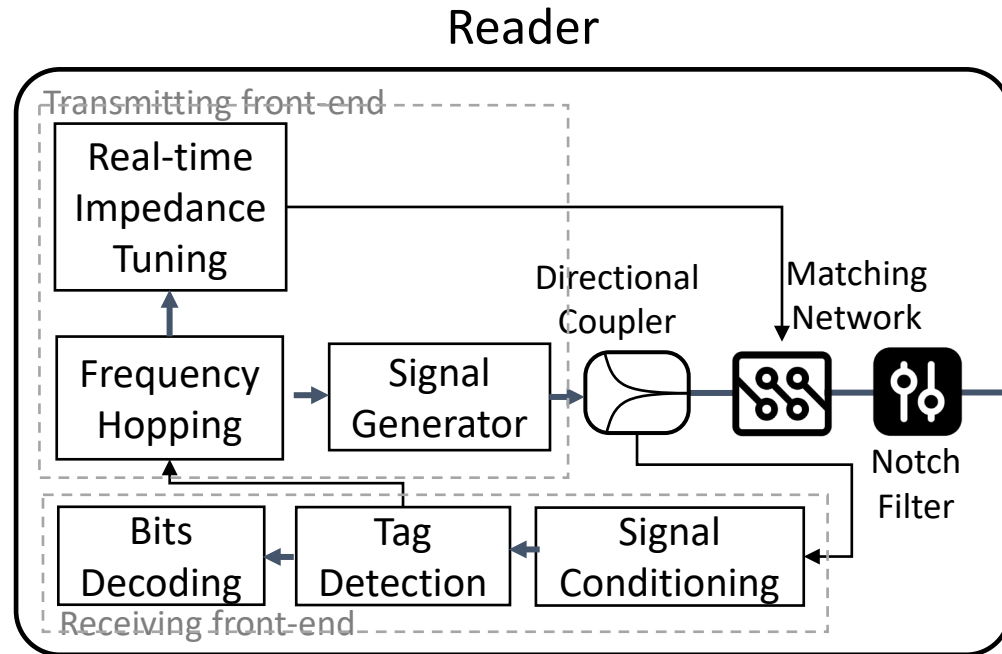 Reader
Transmitting front-end
Real-time
Impedance
Tuning
Directional
Coupler
Matching
Network
Frequency
Hopping
Signal
Generator
Notch
Filter
Bits
Decoding
Tag
Detection
Signal
Conditioning
Receiving front-end